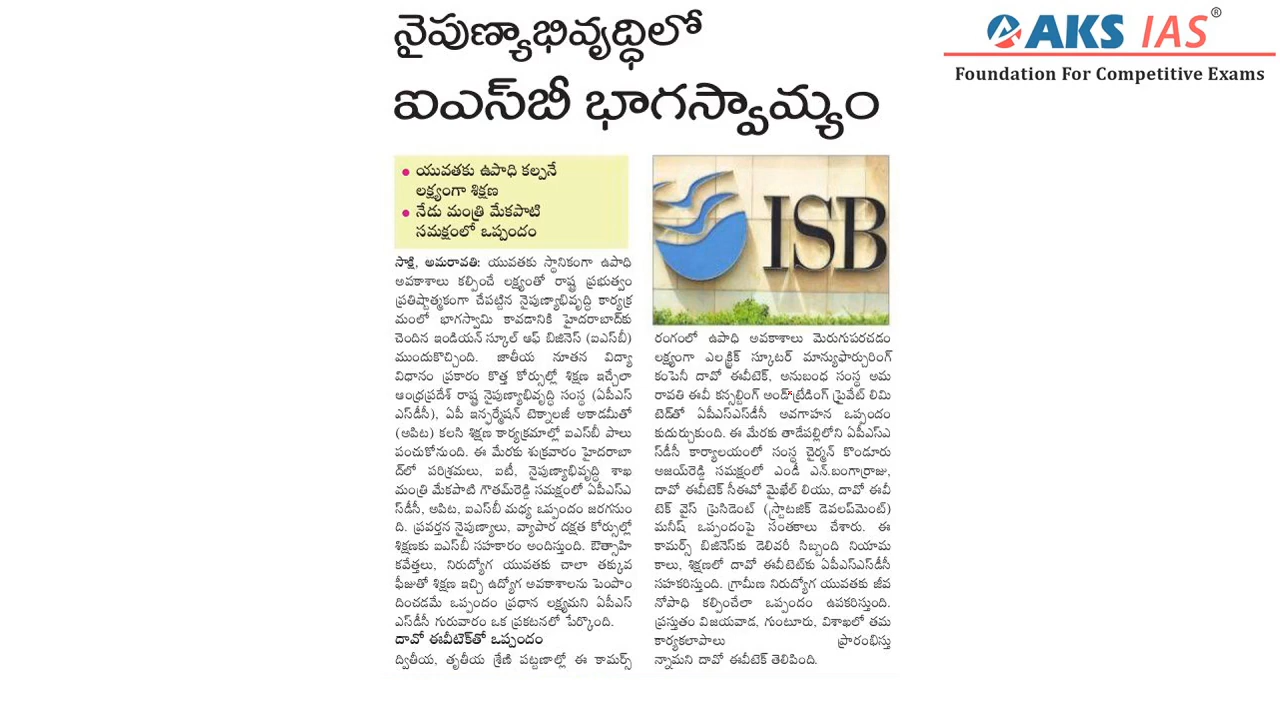 నైపుణ్యాభివృద్ధిలో
ఐఎస్‌బీ భాగస్వామ్యం
AKS IAS®
Foundation For Competitive Exams
• యువతకు ఉపాధి కల్పనే
లక్ష్యంగా శిక్షణ
• నేడు మంత్రి మేకపాటి
సమక్షంలో ఒప్పందం
సాక్షి, అమరావతి: యువతకు స్థానికంగా ఉపాధి
అవకాశాలు కల్పించే లక్ష్యంతో రాష్ట్ర ప్రభుత్వం
ప్రతిష్టాత్మకంగా చేపట్టిన నైపుణ్యాభివృద్ధి కార్యక్ర
మంలో భాగస్వామి కావడానికి హైదరాబాద్‌కు
చెందిన ఇండియన్ స్కూల్ ఆఫ్ బిజినెస్ (ఐఎస్‌బీ)
ముందుకొచ్చింది. జాతీయ నూతన విద్యా
విధానం ప్రకారం కొత్త కోర్సుల్లో శిక్షణ ఇచ్చేలా
ఆంధ్రప్రదేశ్ రాష్ట్ర నైపుణ్యాభివృద్ధి సంస్థ (ఏపీఎస్
ఎస్‌డీసీ), ఏపీ ఇన్ఫర్మేషన్ టెక్నాలజీ అకాడమీతో
(అపిట) కలసి శిక్షణ కార్యక్రమాల్లో ఐఎస్‌బీ పాలు
పంచుకోనుంది. ఈ మేరకు శుక్రవారం హైదరాబా
ద్‌లో పరిశ్రమలు, ఐటీ, నైపుణ్యాభివృద్ధి శాఖ
మంత్రి మేకపాటి గౌతమ్‌రెడ్డి సమక్షంలో ఏపీఎస్ఎ
స్‌డీసీ, అపిట, ఐఎస్‌బీ మధ్య ఒప్పందం జరగనుం
ది. ప్రవర్తన నైపుణ్యాలు, వ్యాపార దక్షత కోర్సుల్లో
శిక్షణకు ఐఎస్‌బీ సహకారం అందిస్తుంది. ఔత్సాహి
కవేత్తలు, నిరుద్యోగ యువతకు చాలా తక్కువ
ఫీజుతో శిక్షణ ఇచ్చి ఉద్యోగ అవకాశాలను పెంపొం
దించడమే ఒప్పందం ప్రధాన లక్ష్యమని ఏపీఎస్
ఎస్‌డీసీ గురువారం ఒక ప్రకటనలో పేర్కొంది.
దావో ఈవీటెక్‌తో ఒప్పందం
ద్వితీయ, తృతీయ శ్రేణి పట్టణాల్లో ఈ కామర్స్
ISB
రంగంలో ఉపాధి అవకాశాలు మెరుగుపరచడం
లక్ష్యంగా ఎలక్ట్రిక్ స్కూటర్ మాన్యుఫార్చురింగ్
కంపెనీ దావో ఈవీటెక్, అనుబంధ సంస్థ అమ
రావతి ఈవీ కన్సల్టింగ్ అండ్ ట్రేడింగ్ ప్రైవేట్ లిమి
టెడ్‌తో ఏపీఎస్ఎస్‌డీసీ అవగాహన ఒప్పందం
కుదుర్చుకుంది. ఈ మేరకు తాడేపల్లిలోని ఏపీఎస్ఎ
స్‌డీసీ కార్యాలయంలో సంస్థ చైర్మన్ కొండూరు
అజయ్‌రెడ్డి సమక్షంలో ఎండీ ఎన్.బంగార్రాజు,
దావో ఈవీటెక్ సీఈవో మైఖేల్ లియు, దావో ఈవీ
టెక్ వైస్ ప్రెసిడెంట్ (స్ట్రాటజిక్ డెవలప్‌మెంట్)
మనీష్ ఒప్పందంపై సంతకాలు చేశారు. ఈ
కామర్స్ బిజినెస్‌కు డెలివరీ సిబ్బంది నియామ
కాలు, శిక్షణలో దావో ఈవీటెట్‌కు ఏపీఎస్ఎస్‌డీసీ
సహకరిస్తుంది. గ్రామీణ నిరుద్యోగ యువతకు జీవ
నోపాధి కల్పించేలా ఒప్పందం ఉపకరిస్తుంది.
ప్రస్తుతం విజయవాడ, గుంటూరు, విశాఖలో తమ
కార్యకలాపాలు ప్రారంభిస్తు
న్నామని దావో ఈవీటెక్ తెలిపింది.